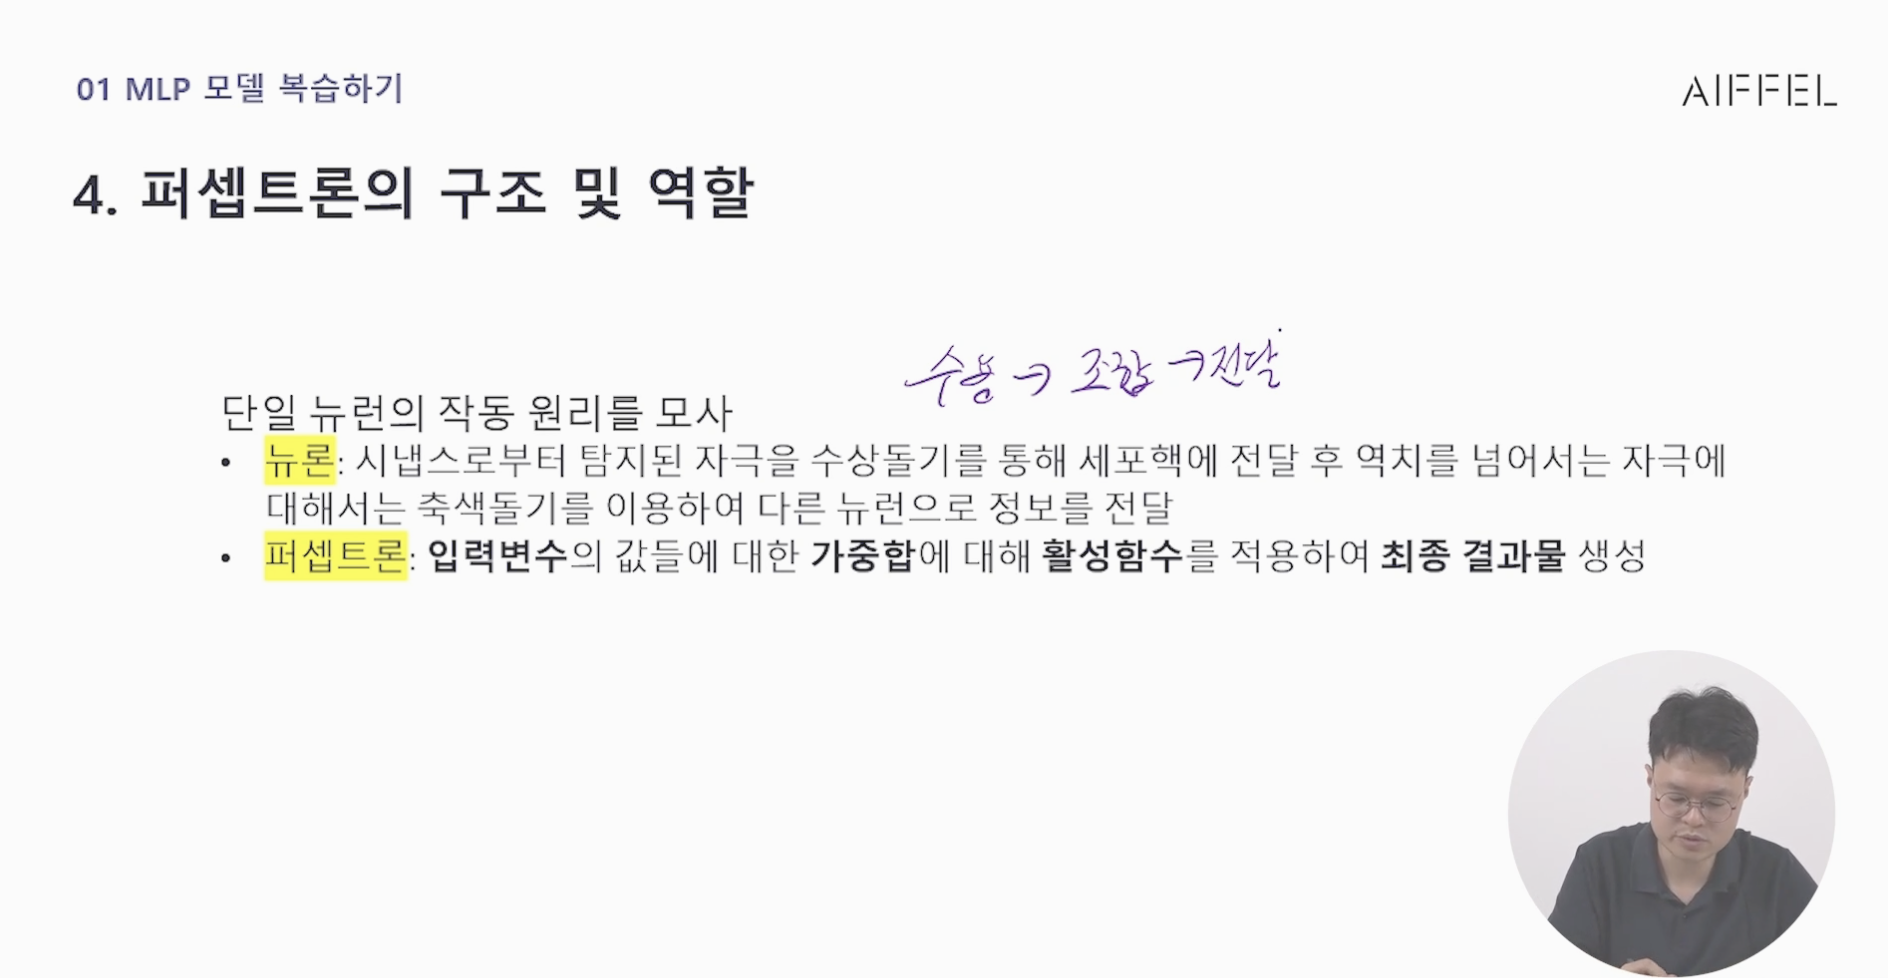 01 MLP 모델 복습하기
AIFFEL
4. 퍼셉트론의 구조 및 역할
수용 → 조합 → 전달
단일 뉴런의 작동 원리를 모사
• 뉴론: 시냅스로부터 탐지된 자극을 수상돌기를 통해 세포핵에 전달 후 역치를 넘어서는 자극에
대해서는 축색돌기를 이용하여 다른 뉴런으로 정보를 전달
• 퍼셉트론: 입력변수의 값들에 대한 가중합에 대해 활성함수를 적용하여 최종 결과물 생성